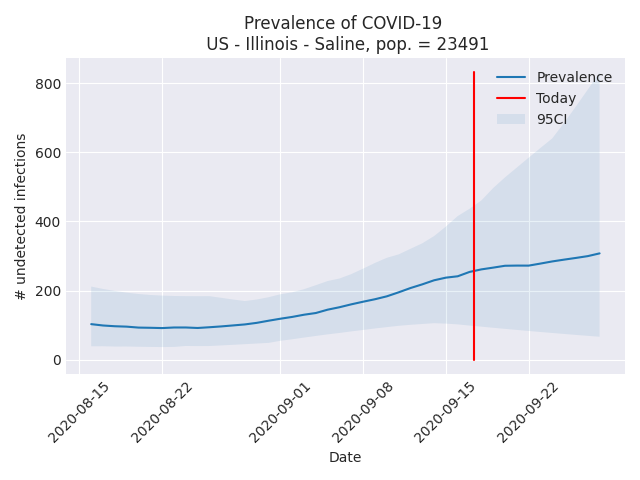 Prevalence of COVID-19
US - Illinois - Saline, pop. = 23491
800
600
400
200
0
# undetected infections
Prevalence
Today
95CI
2020-08-15
2020-08-22
2020-09-01
2020-09-08
2020-09-15
2020-09-22
Date